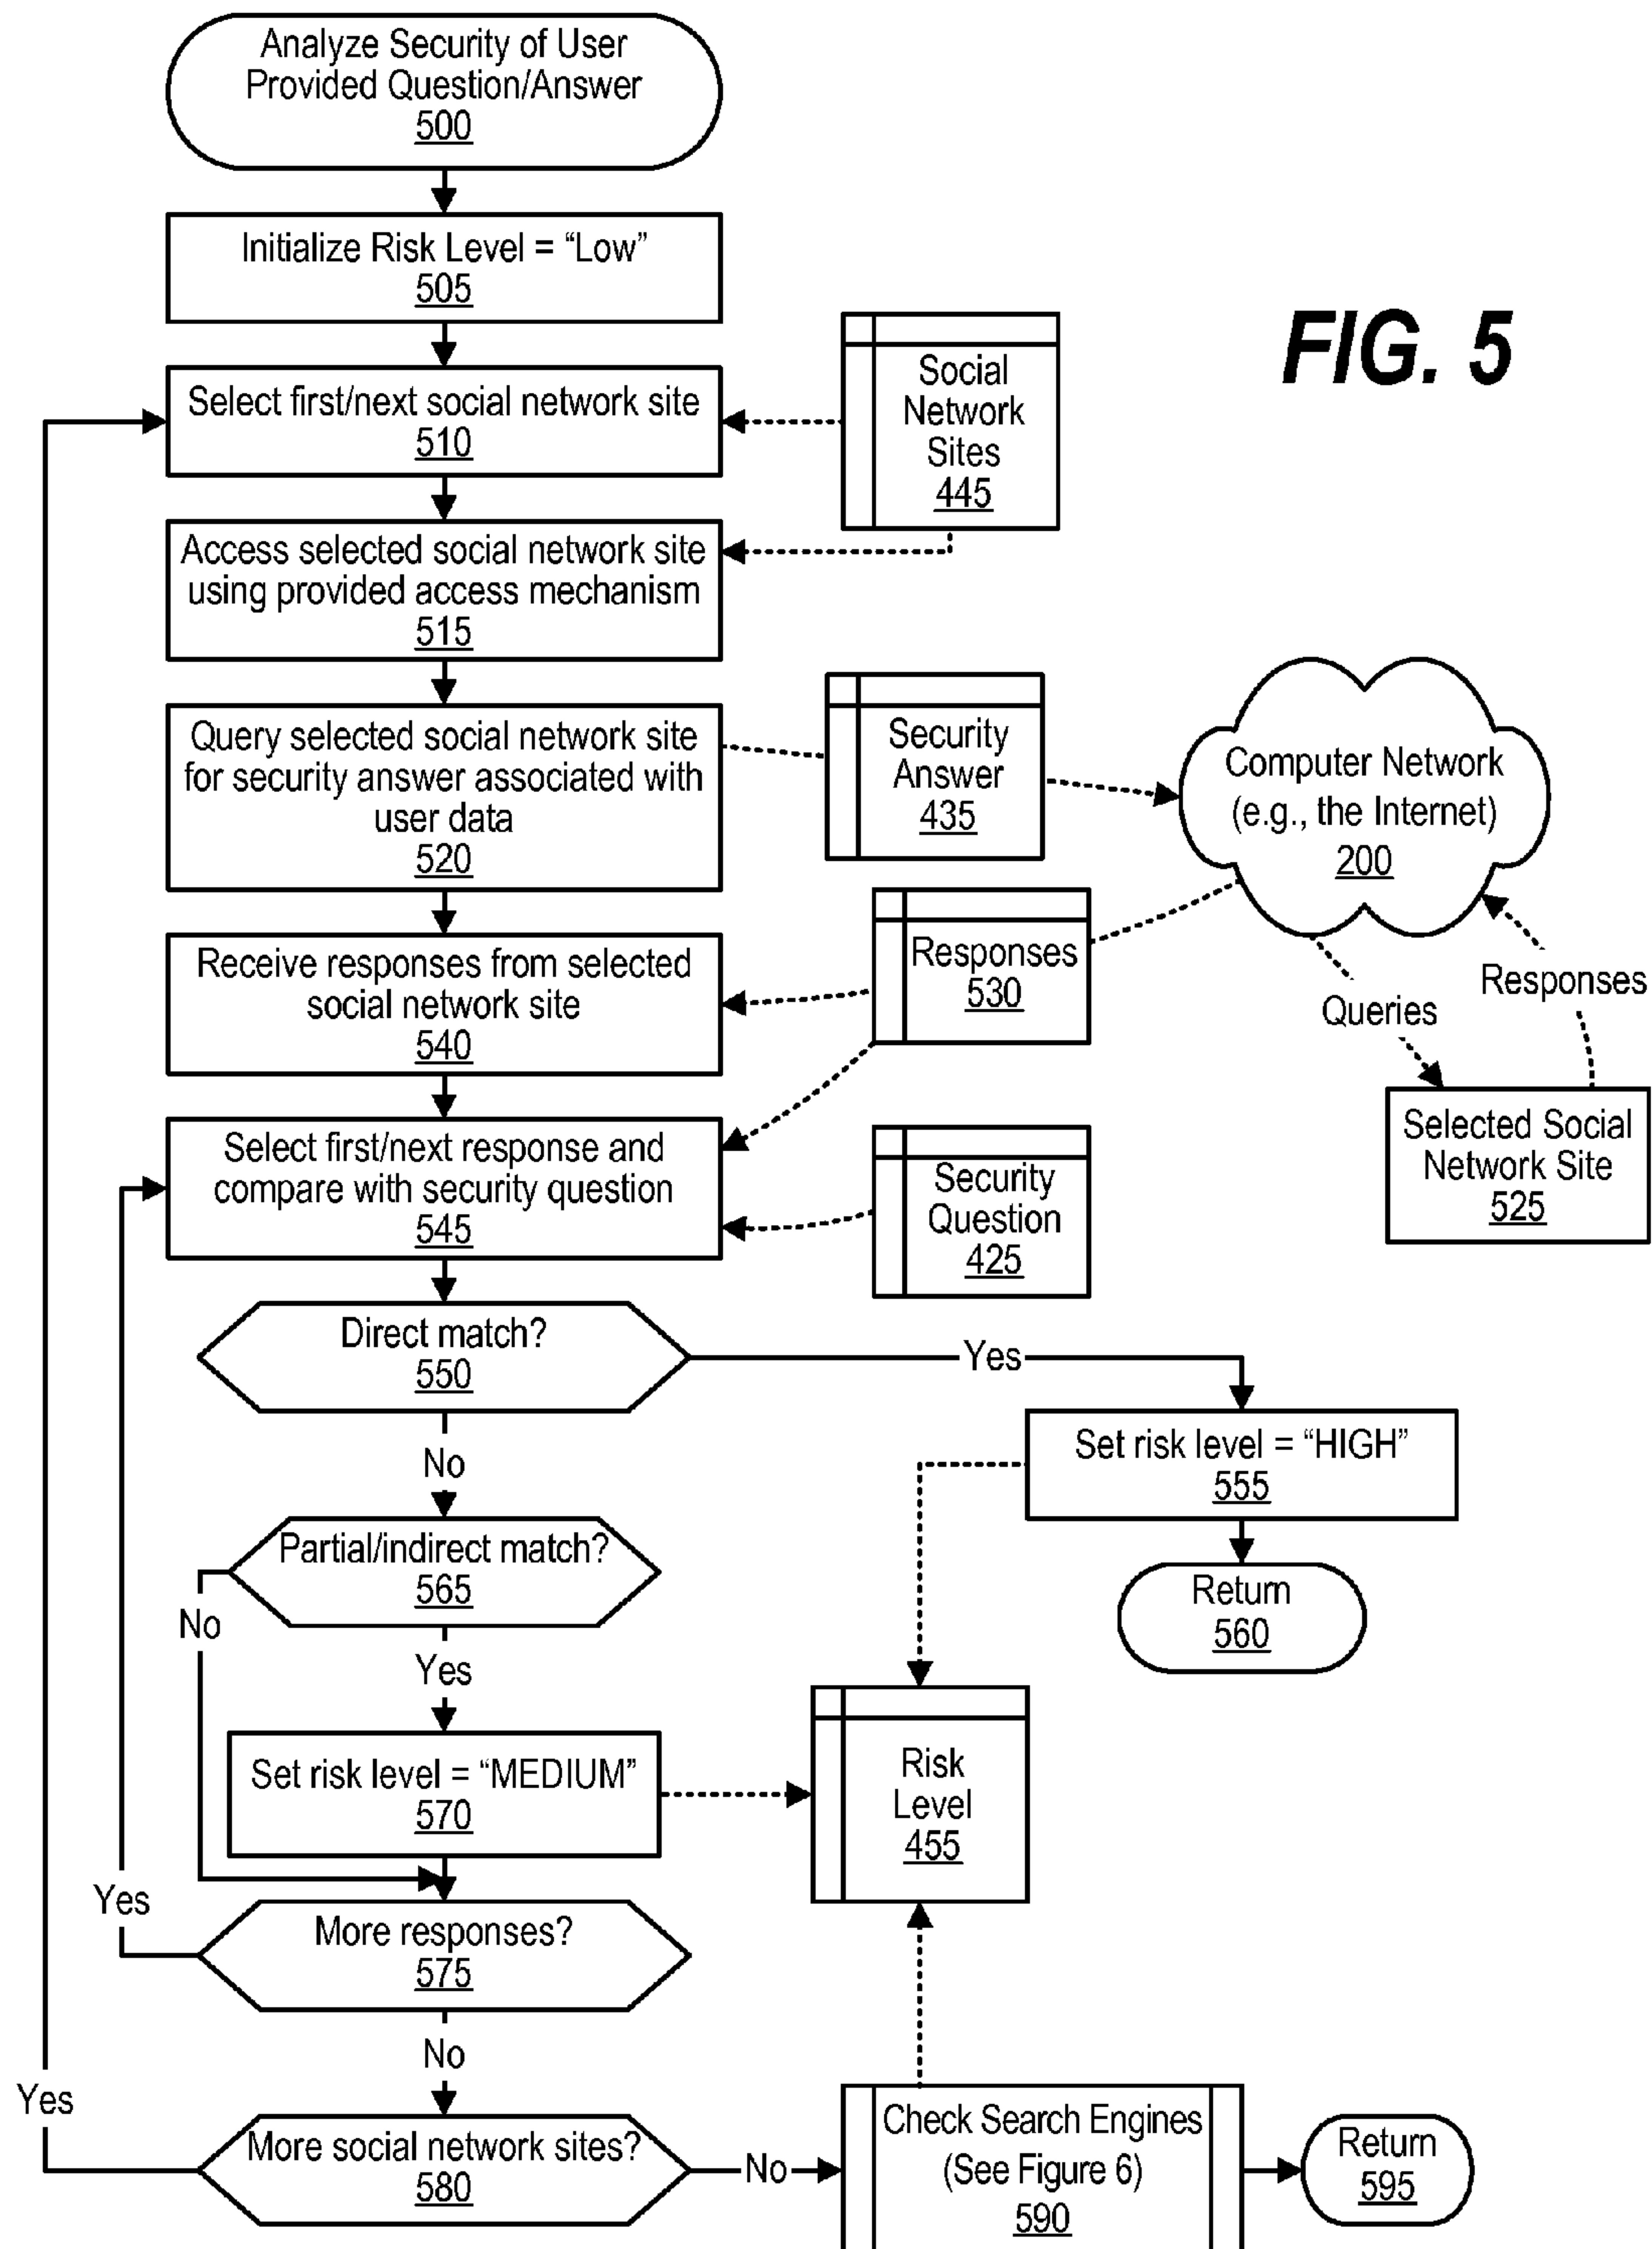 Analyze Security of User
Provided Question/Answer
500
Initialize Risk Level = “Low”
505
FIG. 5
Select first/next social network site
510
Social
Network
Sites
445
Access selected social network site
using provided access mechanism
515
Query selected social network site
for security answer associated with
user data
520
Security
Answer
435
Computer Network
(e.g., the Internet)
200
Receive responses from selected
social network site
540
Responses
530
Queries
Responses
Selected Social
Network Site
525
Select first/next response and
compare with security question
545
Security
Question
425
Direct match?
550
Yes
No
Set risk level = “HIGH”
555
Return
560
Partial/indirect match?
565
No
Yes
Set risk level = “MEDIUM”
570
Risk
Level
455
Yes
More responses?
575
No
Yes
More social network sites?
580
No
Check Search Engines
(See Figure 6)
590
Return
595